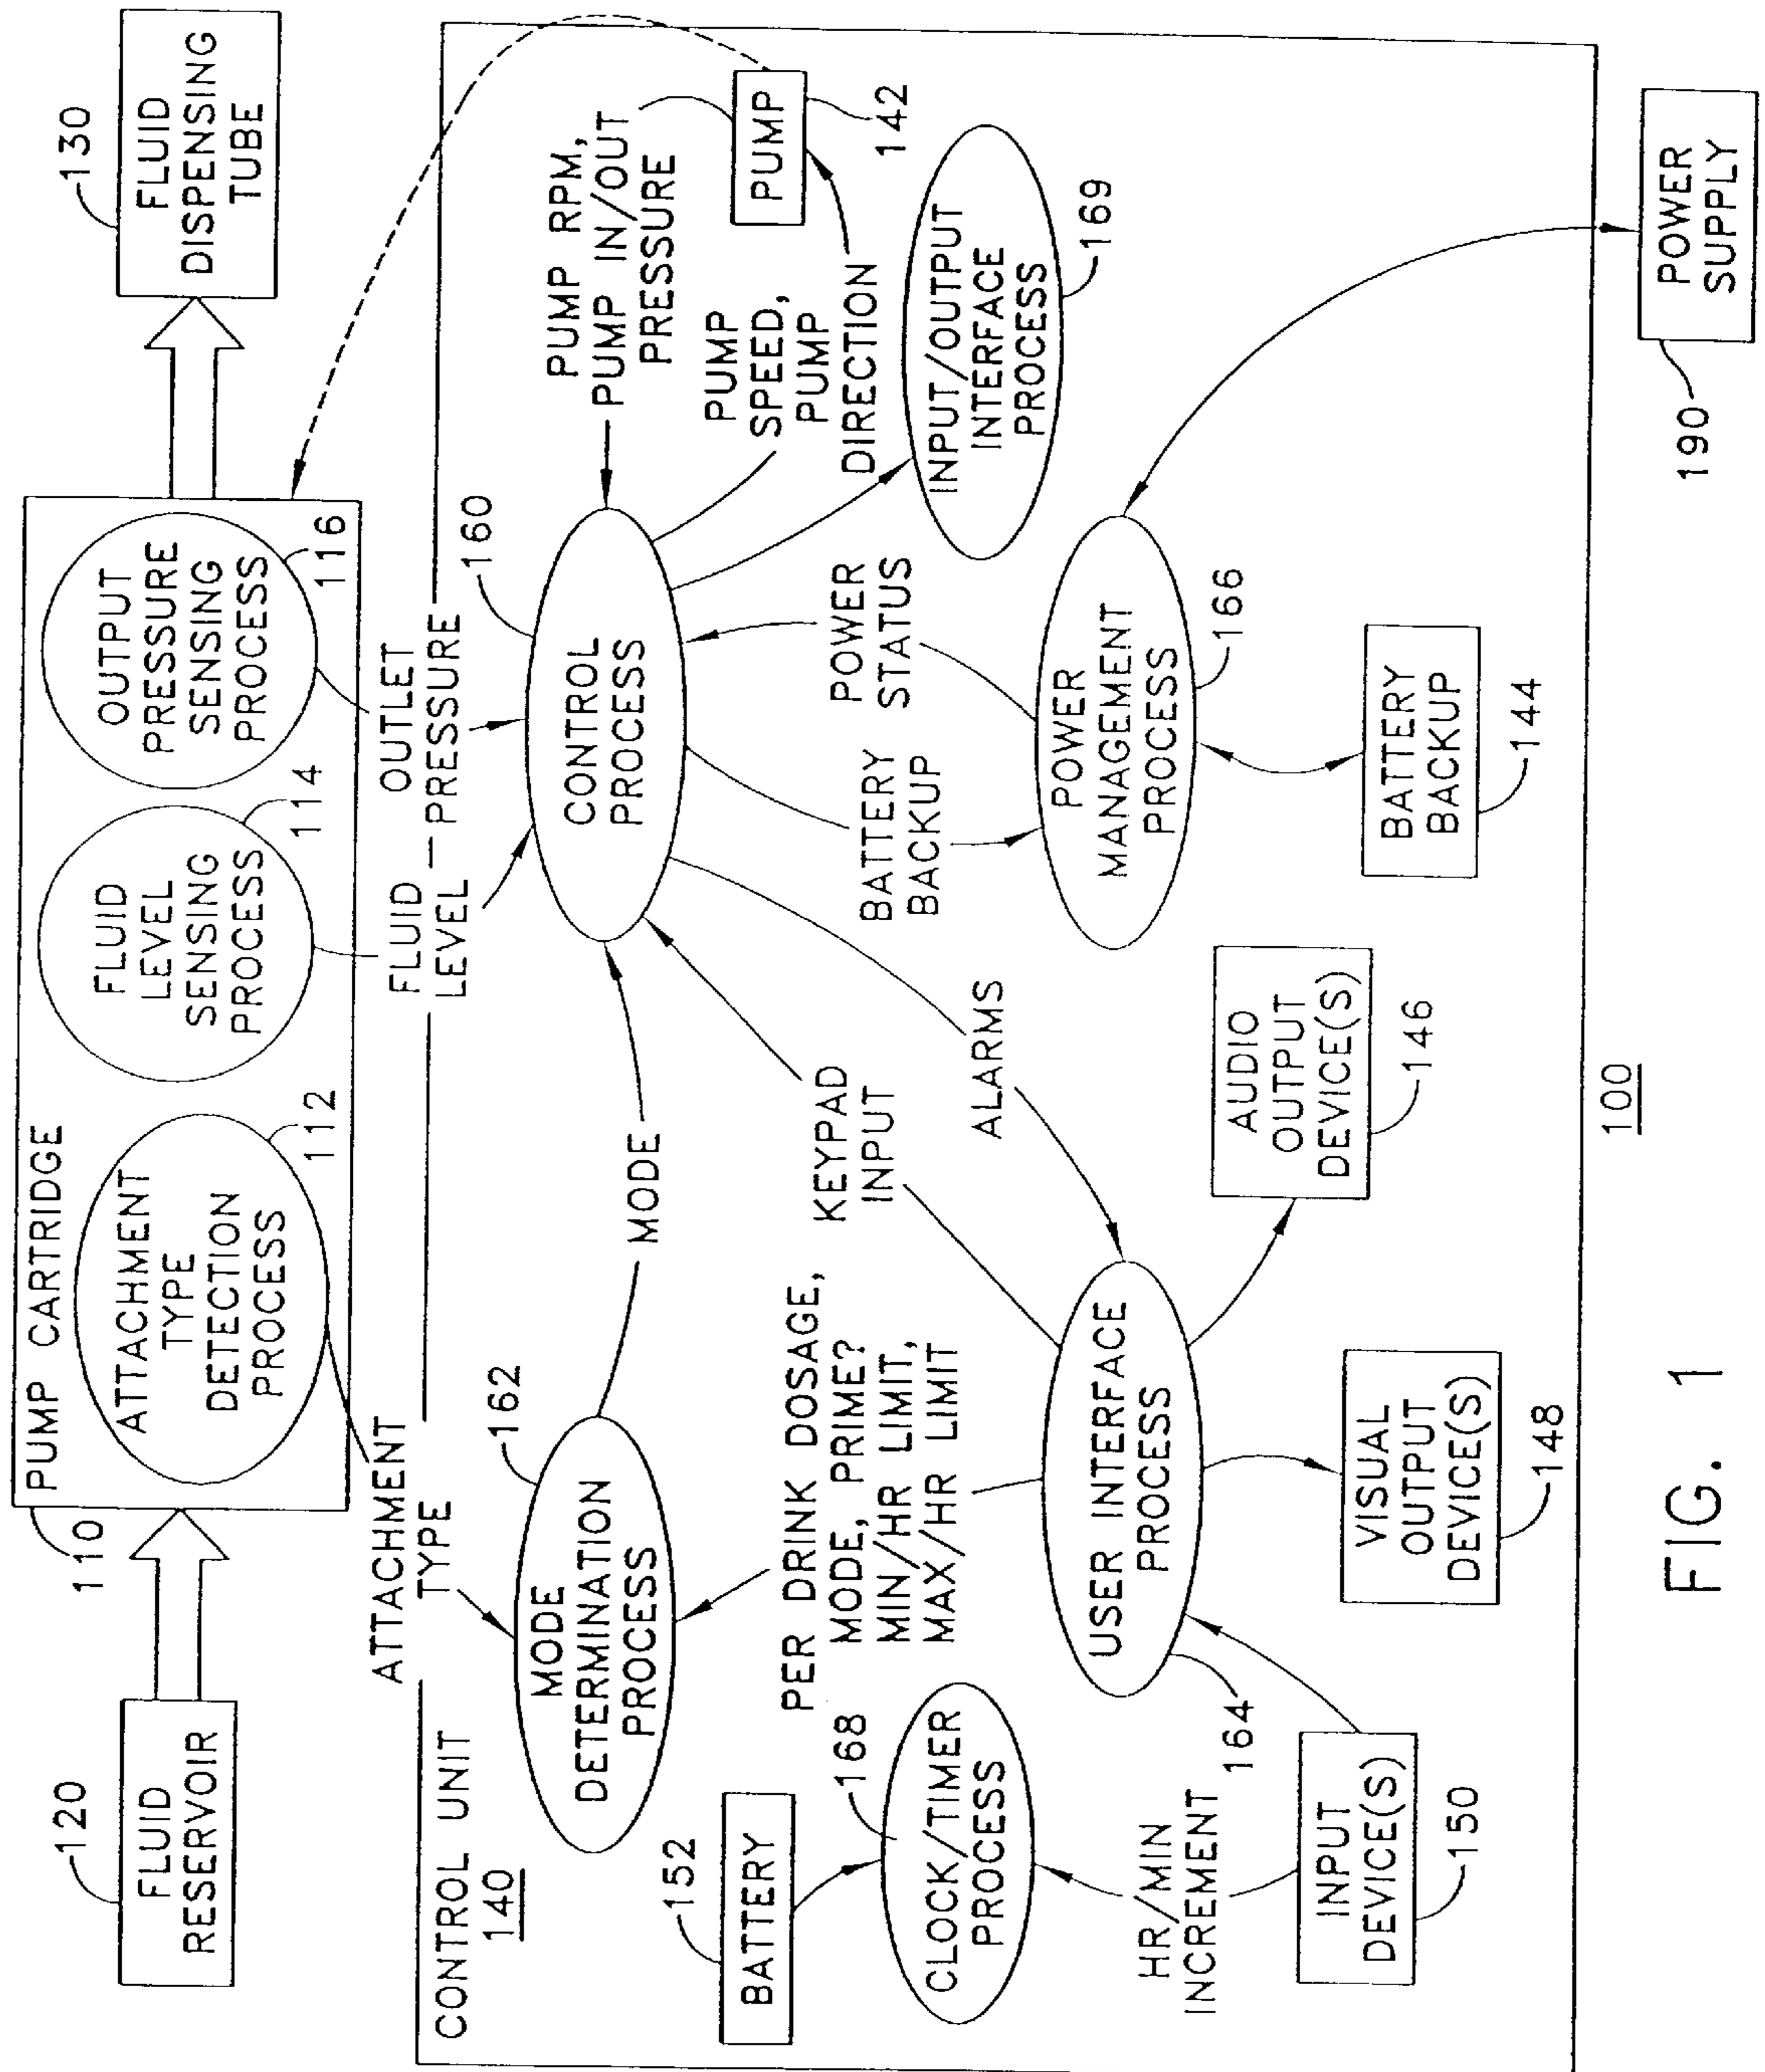 120
FLUID
RESERVOIR
110
PUMP CARTRIDGE
ATTACHMENT
TYPE
DETECTION
PROCESS
112
FLUID
LEVEL
SENSING
PROCESS
114
OUTPUT
PRESSURE
SENSING
PROCESS
116
130
FLUID
DISPENSING
TUBE
CONTROL UNIT
140
ATTACHMENT
TYPE
FLUID
LEVEL
OUTLET
PRESSURE
162
MODE
DETERMINATION
PROCESS
MODE
160
CONTROL
PROCESS
PUMP RPM,
PUMP IN/OUT
PRESSURE
PUMP
SPEED,
PUMP
DIRECTION
PUMP
142
152
BATTERY
168
CLOCK/TIMER
PROCESS
PER DRINK DOSAGE,
MODE, PRIME?
MIN/HR LIMIT,
MAX/HR LIMIT
KEYPAD
INPUT
ALARMS
BATTERY
BACKUP
POWER
STATUS
INPUT/OUTPUT
INTERFACE
PROCESS
169
HR/MIN
INCREMENT
164
USER INTERFACE
PROCESS
POWER
MANAGEMENT
PROCESS
166
INPUT
DEVICE(S)
150
VISUAL
OUTPUT
DEVICE(S)
148
AUDIO
OUTPUT
DEVICE(S)
146
BATTERY
BACKUP
144
190
POWER
SUPPLY
100
FIG. 1